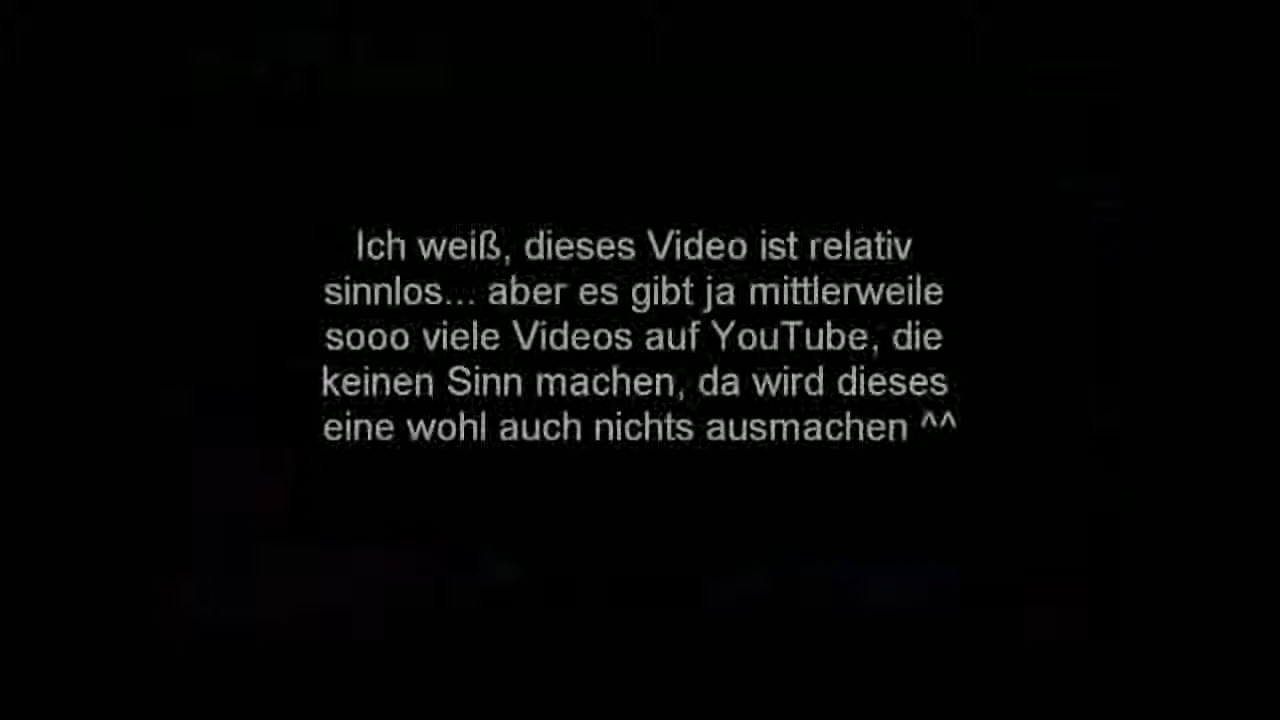 Ich weiß, dieses Video ist relativ
sinnlos... aber es gibt ja mittlerweile
sooo viele Videos auf YouTube, die
keinen Sinn machen, da wird dieses
eine wohl auch nichts ausmachen ^^